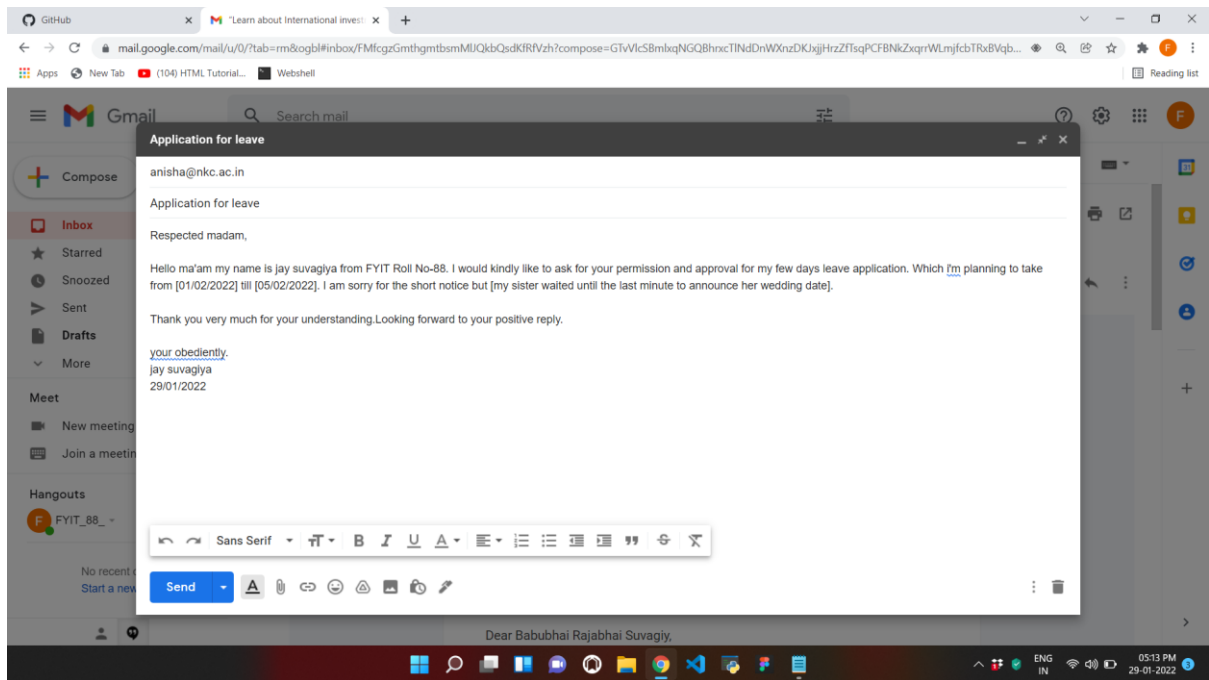 GitHub
"Learn about International invest
mail.google.com/mail/u/0/?tab=rm&ogbl#inbox/
Apps
New Tab
(104) HTML Tutorial...
Webshell
Reading list
Gmail
Search mail
F
Compose
Inbox
Starred
Snoozed
Sent
Drafts
More
Meet
New meeting
Join a meetin
Hangouts
F
FYIT_88_
No recent
Start a new
Application for leave
anisha@nkc.ac.in
Application for leave
Respected madam,
Hello ma'am my name is jay suvagiya from FYIT Roll No-88. I would kindly like to ask for your permission and approval for my few days leave application. Which i'm planning to take
from [01/02/2022] till [05/02/2022]. I am sorry for the short notice but [my sister waited until the last minute to announce her wedding date].
Thank you very much for your understanding.Looking forward to your positive reply.
your obediently.
jay suvagiya
29/01/2022
Sans Serif
B I U A
Send
A
Dear Babubhai Rajabhai Suvagiy,
ENG
IN
05:13 PM
29-01-2022
3